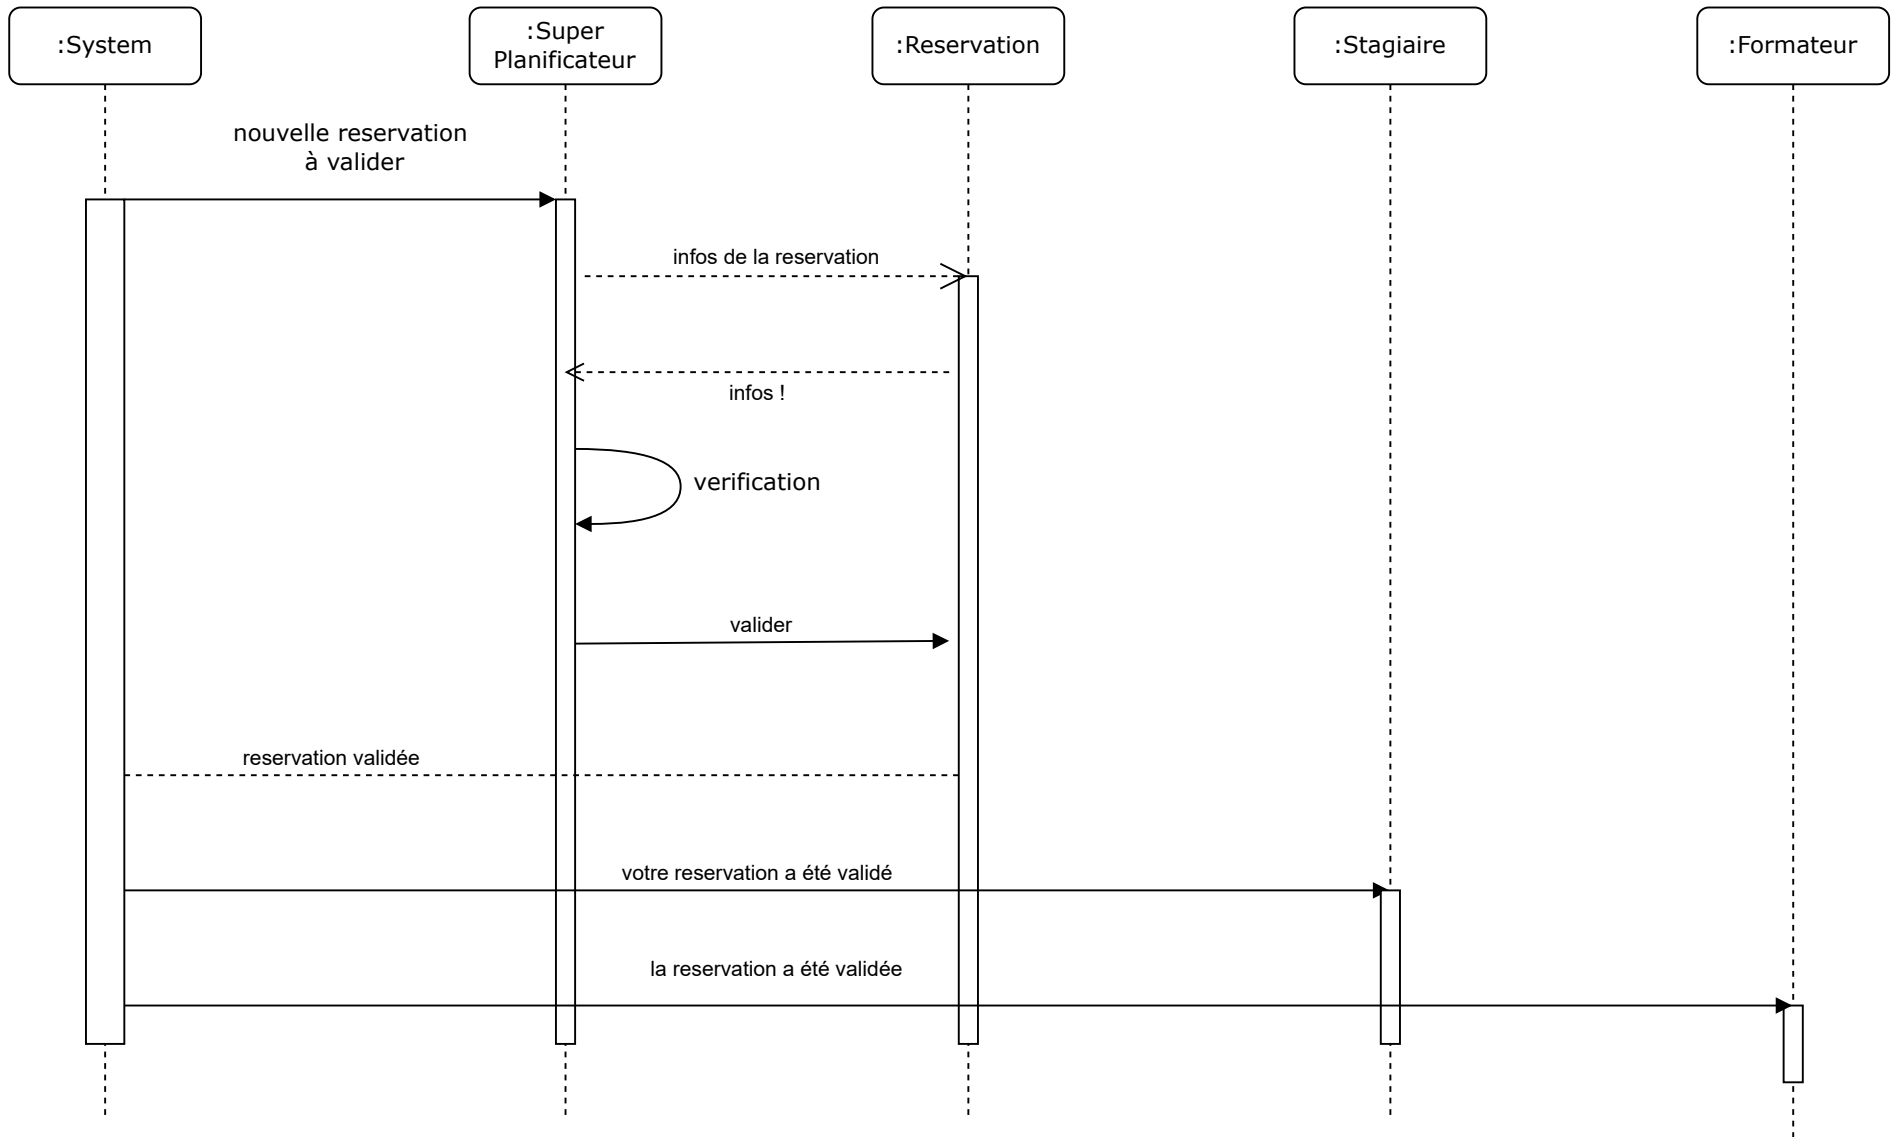 :System
:Super
Planificateur
:Reservation
:Stagiaire
:Formateur
nouvelle reservation
à valider
infos de la reservation
infos !
verification
valider
reservation validée
votre reservation a été validé
la reservation a été validée